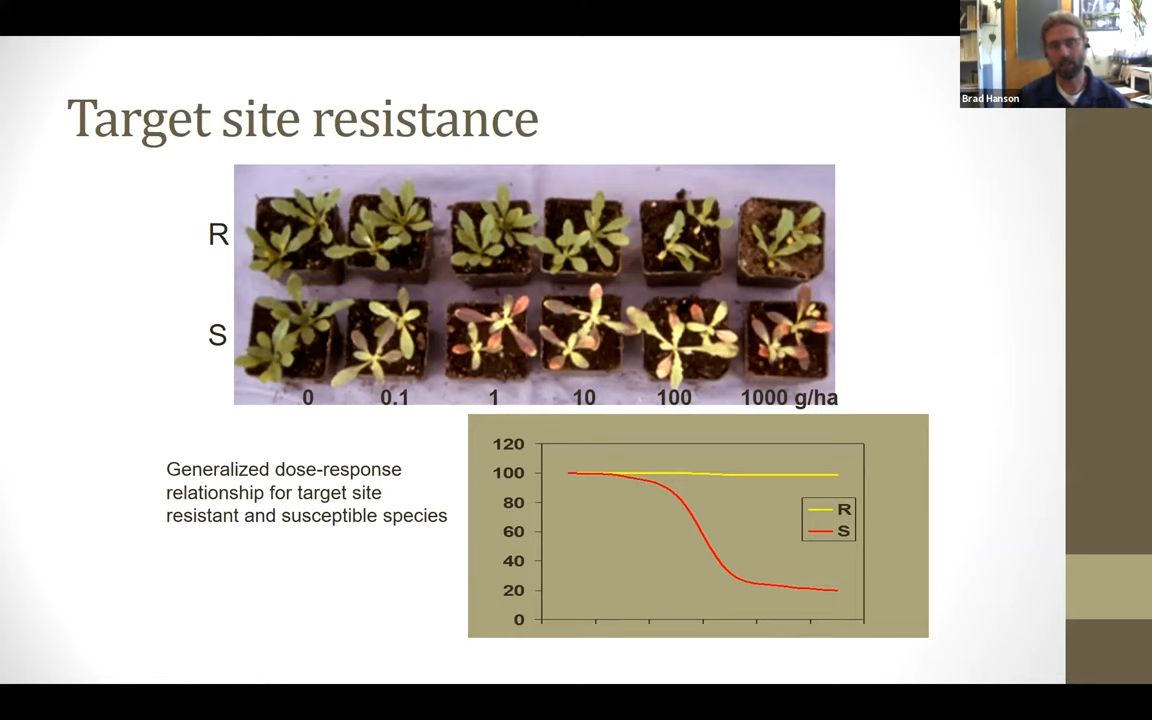 Brad Hanson
Target site resistance
R
S
0 0.1 1 10 100 1000 g/ha
Generalized dose-response
relationship for target site
resistant and susceptible species
120
100
80
60
40
20
0
R
S